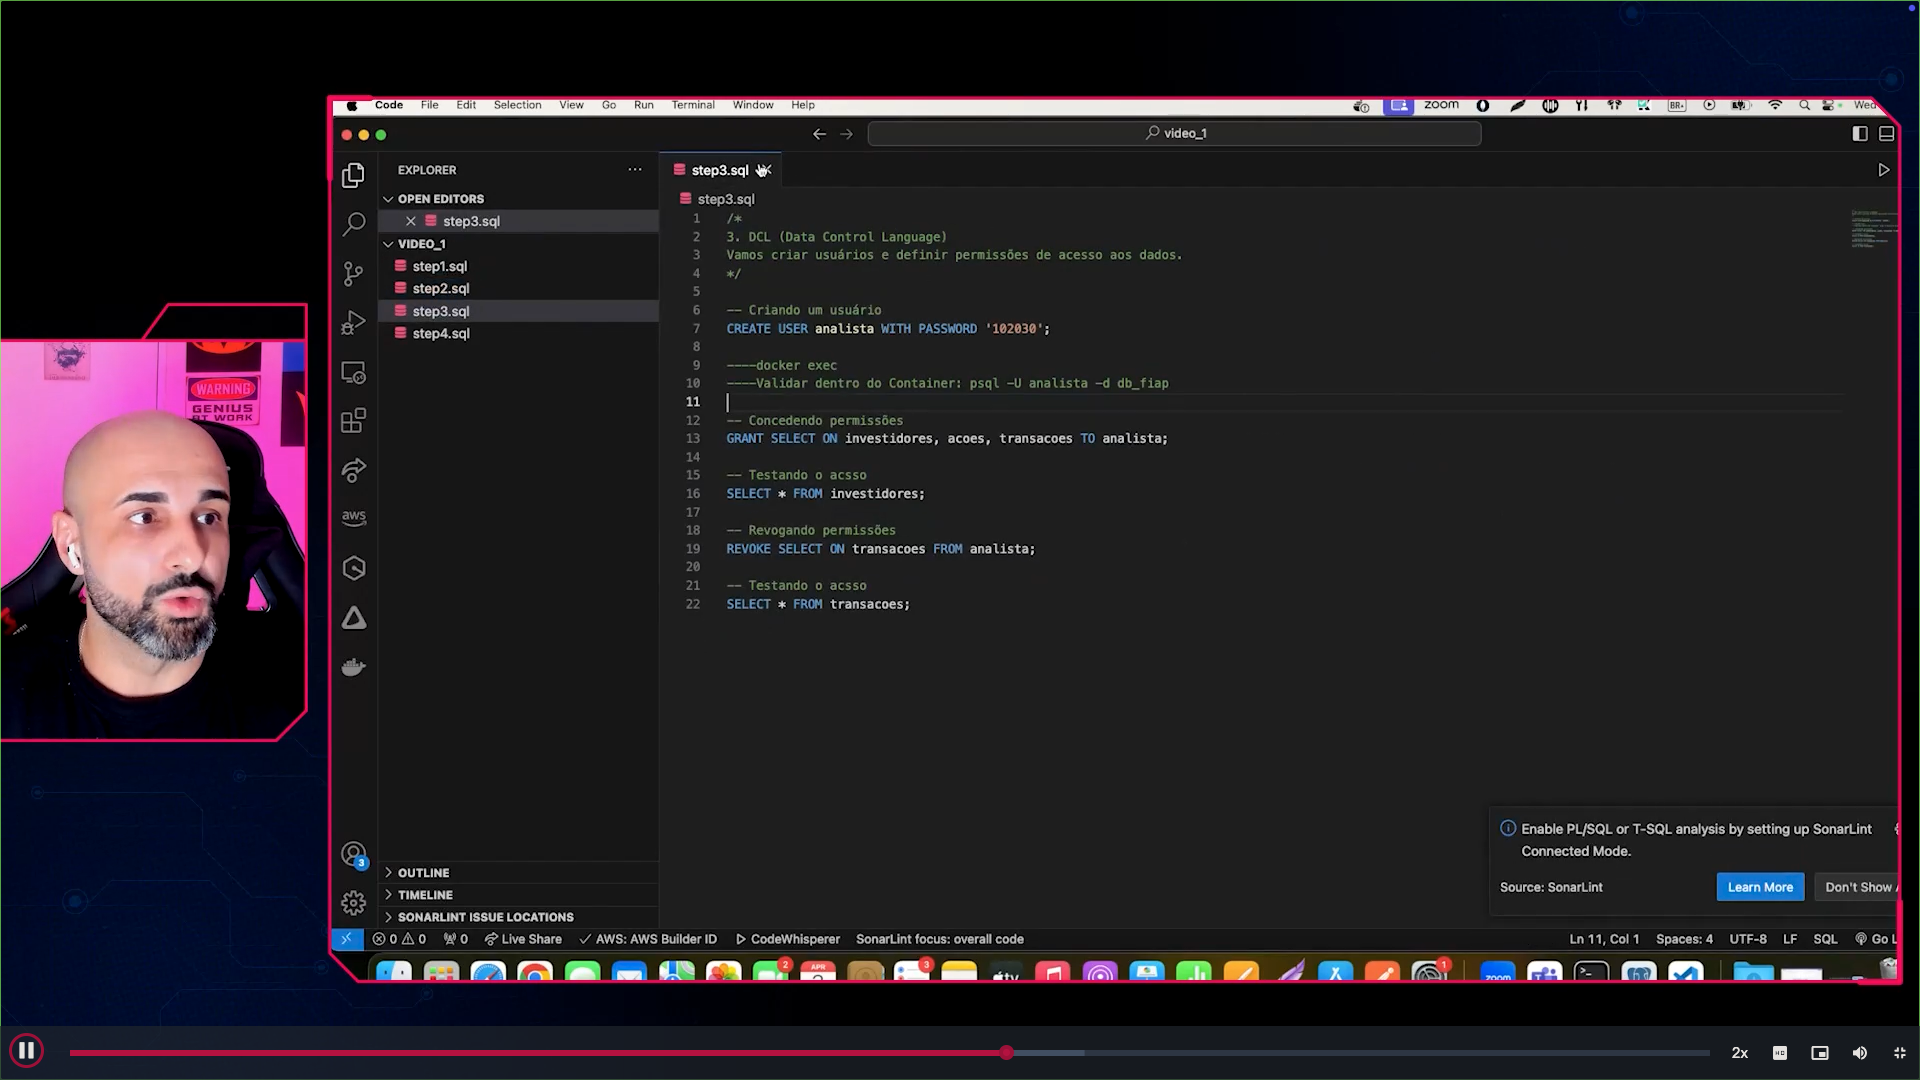 Code File Edit Selection View Go Run Terminal Window Help zoom BR Wed
video_1
EXPLORER
step3.sql
OPEN EDITORS
step3.sql
VIDEO_1
step1.sql
step2.sql
step3.sql
step4.sql
step3.sql
1 /*
2 3. DCL (Data Control Language)
3 Vamos criar usuários e definir permissões de acesso aos dados.
4 */
5
6 -- Criando um usuário
7 CREATE USER analista WITH PASSWORD '102030';
8
9 ----docker exec
10 ----Validar dentro do Container: psql -U analista -d db_fiap
11
12 -- Concedendo permissões
13 GRANT SELECT ON investidores, acoes, transacoes TO analista;
14
15 -- Testando o acsso
16 SELECT * FROM investidores;
17
18 -- Revogando permissões
19 REVOKE SELECT ON transacoes FROM analista;
20
21 -- Testando o acsso
22 SELECT * FROM transacoes;
aws
WARNING
GENIUS
AT WORK
3
OUTLINE
TIMELINE
SONARLINT ISSUE LOCATIONS
Enable PL/SQL or T-SQL analysis by setting up SonarLint
Connected Mode.
Source: SonarLint
Learn More
Don't Show
0 0 0 Live Share AWS: AWS Builder ID CodeWhisperer SonarLint focus: overall code
Ln 11, Col 1 Spaces: 4 UTF-8 LF SQL Go L
2 APR 3 tv 1 zoom
2x